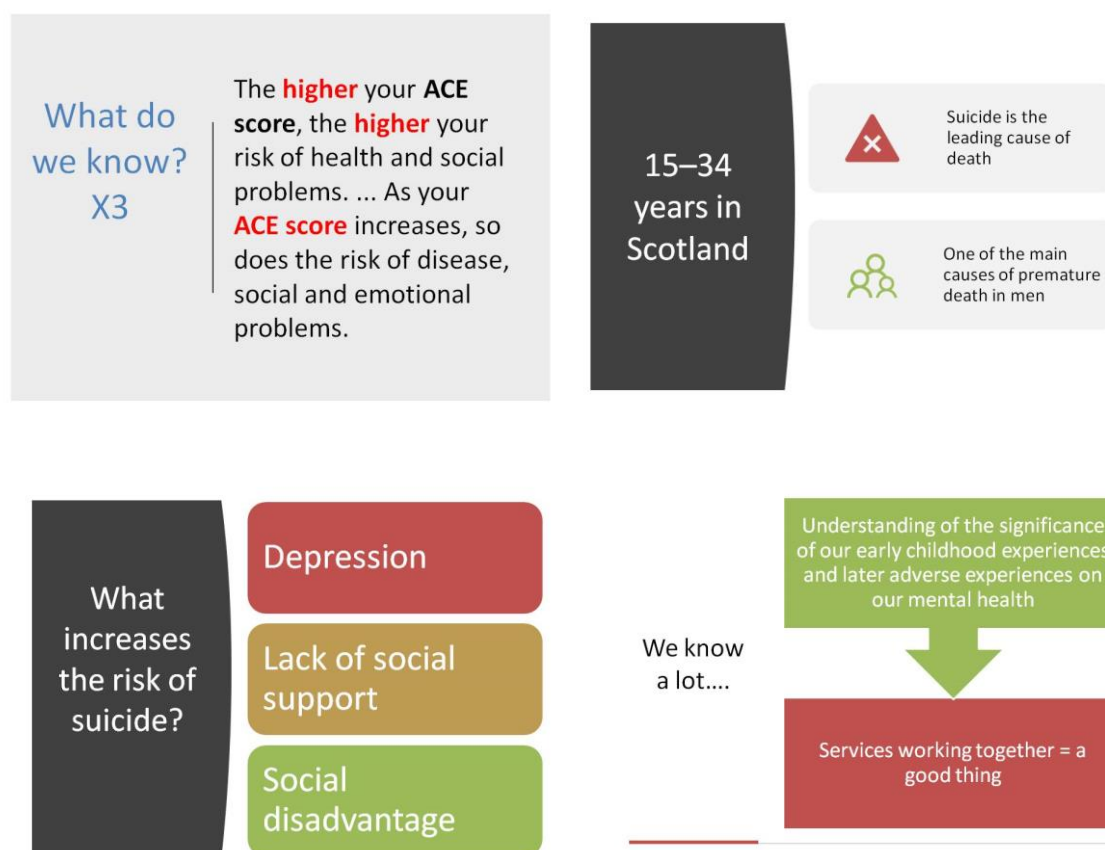 What do
we know?
X3
The higher your ACE
score, the higher your
risk of health and social
problems. ... As your
ACE score increases, so
does the risk of disease,
social and emotional
problems.
15–34
years in
Scotland
Suicide is the
leading cause of
death
One of the main
causes of premature
death in men
What
increases
the risk of
suicide?
Depression
Lack of social
support
Social
disadvantage
We know
a lot....
Understanding of the significance
of our early childhood experiences
and later adverse experiences on
our mental health
Services working together = a
good thing